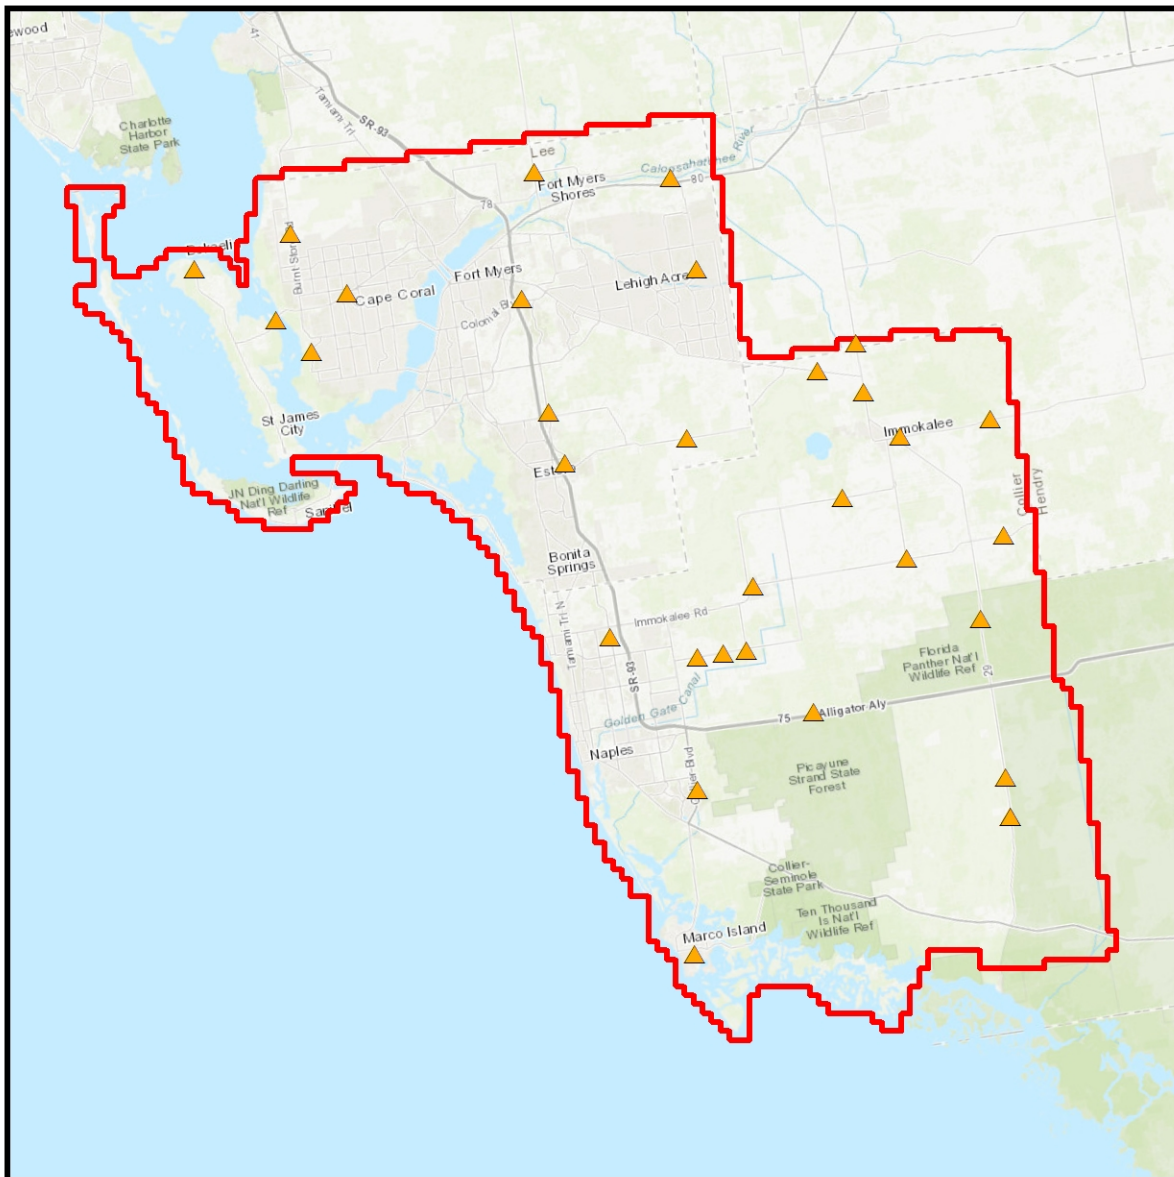 ewood
41
Tamiami Trl
SR-93
Charlotte
Harbor
State Park
Lee
Caloosahatchee
River
Fort Myers
Shores
80
78
Burnt Stor
Fort Myers
Lehigh Acre
Cape Coral
Colonial Bl
St James
City
Immokalee
Estero
JN Ding Darling
Nat'l Wildlife
Ref
Collier
Hendry
Bonita
Springs
Tamiami Trl N
Immokalee Rd
SR-93
Florida
Panther Nat'l
Wildlife Ref
29
Golden Gate Canal
75
Alligator Aly
Naples
Picayune
Strand State
Forest
Collier-
Seminole
State Park
Ten Thousand
Is Nat'l
Wildlife Ref
Marco Island